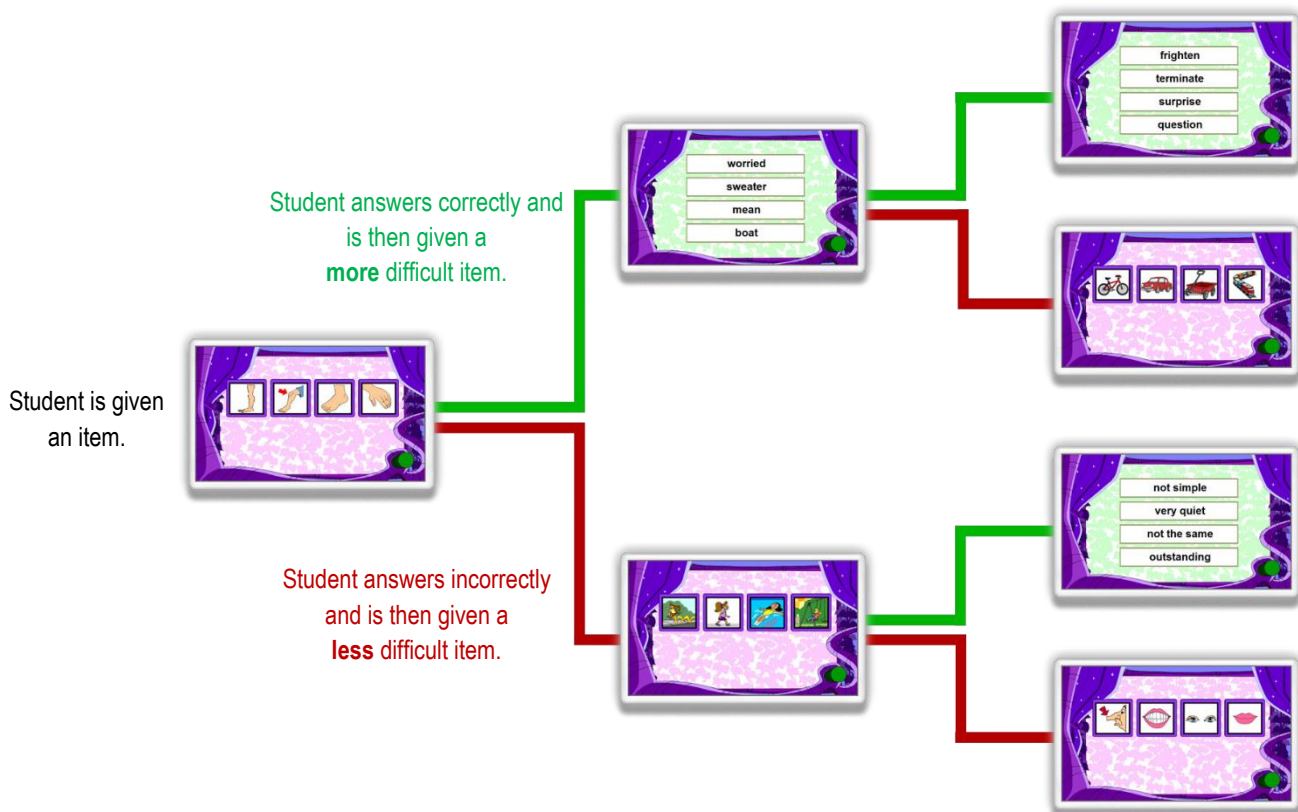 Student is given
an item.
Student answers correctly and
is then given a
more difficult item.
Student answers incorrectly
and is then given a
less difficult item.
worried
sweater
mean
boat
frighten
terminate
surprise
question
not simple
very quiet
not the same
outstanding